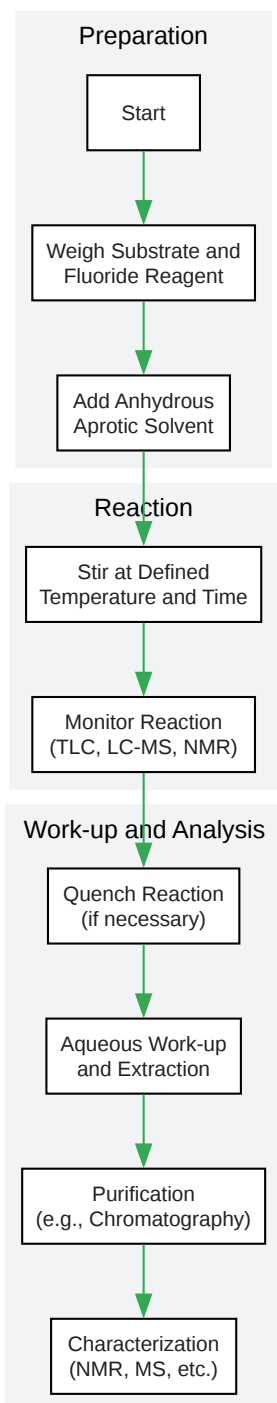 Preparation
Start
Weigh Substrate and
Fluoride Reagent
Add Anhydrous
Aprotic Solvent
Reaction
Stir at Defined
Temperature and Time
Monitor Reaction
(TLC, LC-MS, NMR)
Work-up and Analysis
Quench Reaction
(if necessary)
Aqueous Work-up
and Extraction
Purification
(e.g., Chromatography)
Characterization
(NMR, MS, etc.)